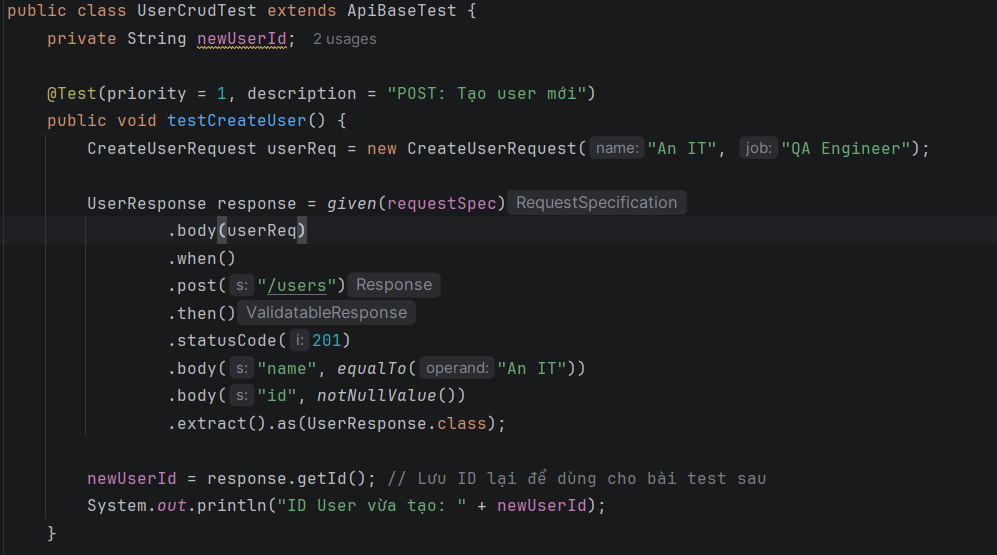 public class UserCrudTest extends ApiBaseTest {
    private String newUserId;  2 usages

    @Test(priority = 1, description = "POST: Tạo user mới")
    public void testCreateUser() {
        CreateUserRequest userReq = new CreateUserRequest( name: "An IT", job: "QA Engineer");

        UserResponse response = given(requestSpec) RequestSpecification
                .body(userReq)
                .when()
                .post( s: "/users") Response
                .then() ValidatableResponse
                .statusCode( i: 201)
                .body( s: "name", equalTo( operand: "An IT"))
                .body( s: "id", notNullValue())
                .extract().as(UserResponse.class);

        newUserId = response.getId(); // Lưu ID lại để dùng cho bài test sau
        System.out.println("ID User vừa tạo: " + newUserId);
    }